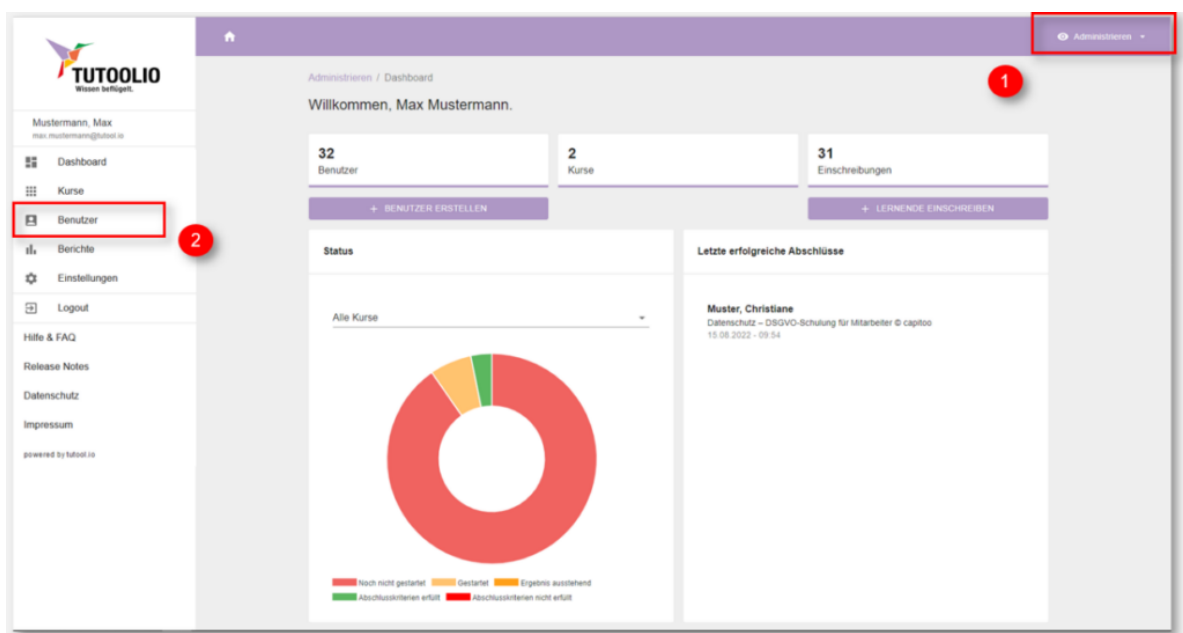 TUTOOLIO
Wissen beflügelt.
Mustermann, Max
max.mustermann@tutool.io
Dashboard
Kurse
Benutzer
2
Berichte
Einstellungen
Logout
Hilfe & FAQ
Release Notes
Datenschutz
Impressum
powered by tutool.io
Administrieren
1
Administrieren / Dashboard
Willkommen, Max Mustermann.
32
Benutzer
2
Kurse
31
Einschreibungen
+ BENUTZER ERSTELLEN
+ LERNENDE EINSCHREIBEN
Status
Alle Kurse
Noch nicht gestartet Gestartet Ergebnis ausstehend
Abschlusskriterien erfüllt Abschlusskriterien nicht erfüllt
Letzte erfolgreiche Abschlüsse
Muster, Christiane
Datenschutz – DSGVO-Schulung für Mitarbeiter © capitoo
15.08.2022 - 09:54